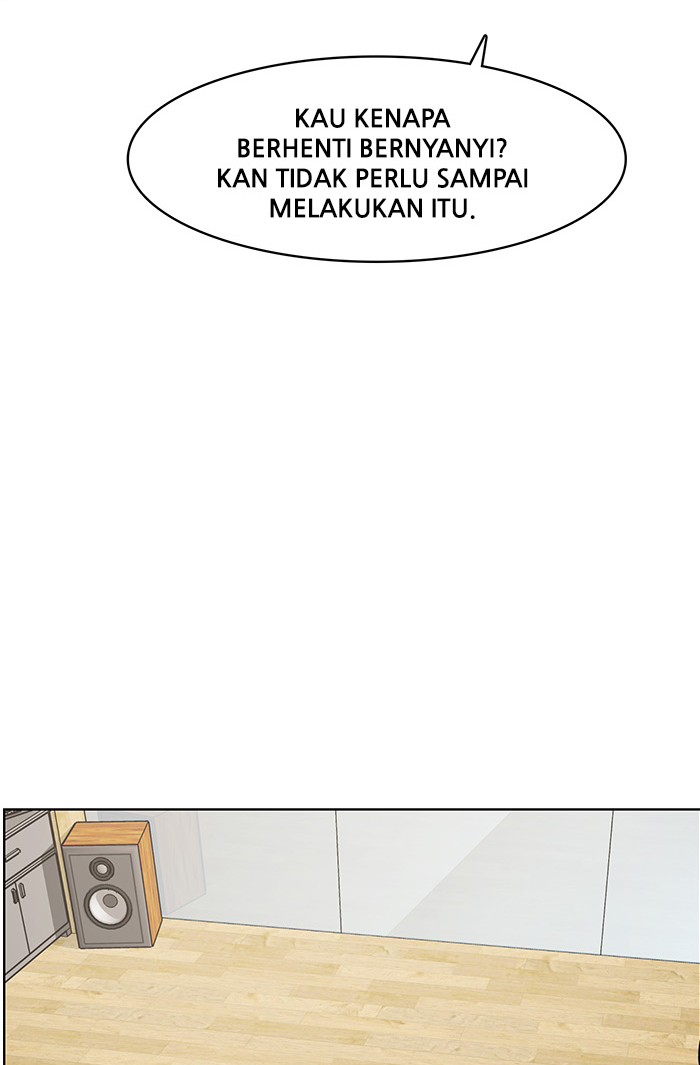 KAU KENAPA
BERHENTI BERNYANYI?
KAN TIDAK PERLU SAMPAI
MELAKUKAN ITU.